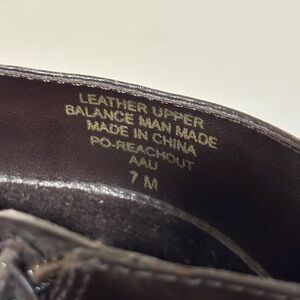 LEATHER UPPER
BALANCE MAN MADE
MADE IN CHINA
PO-REACHOUT
AAU
7 M